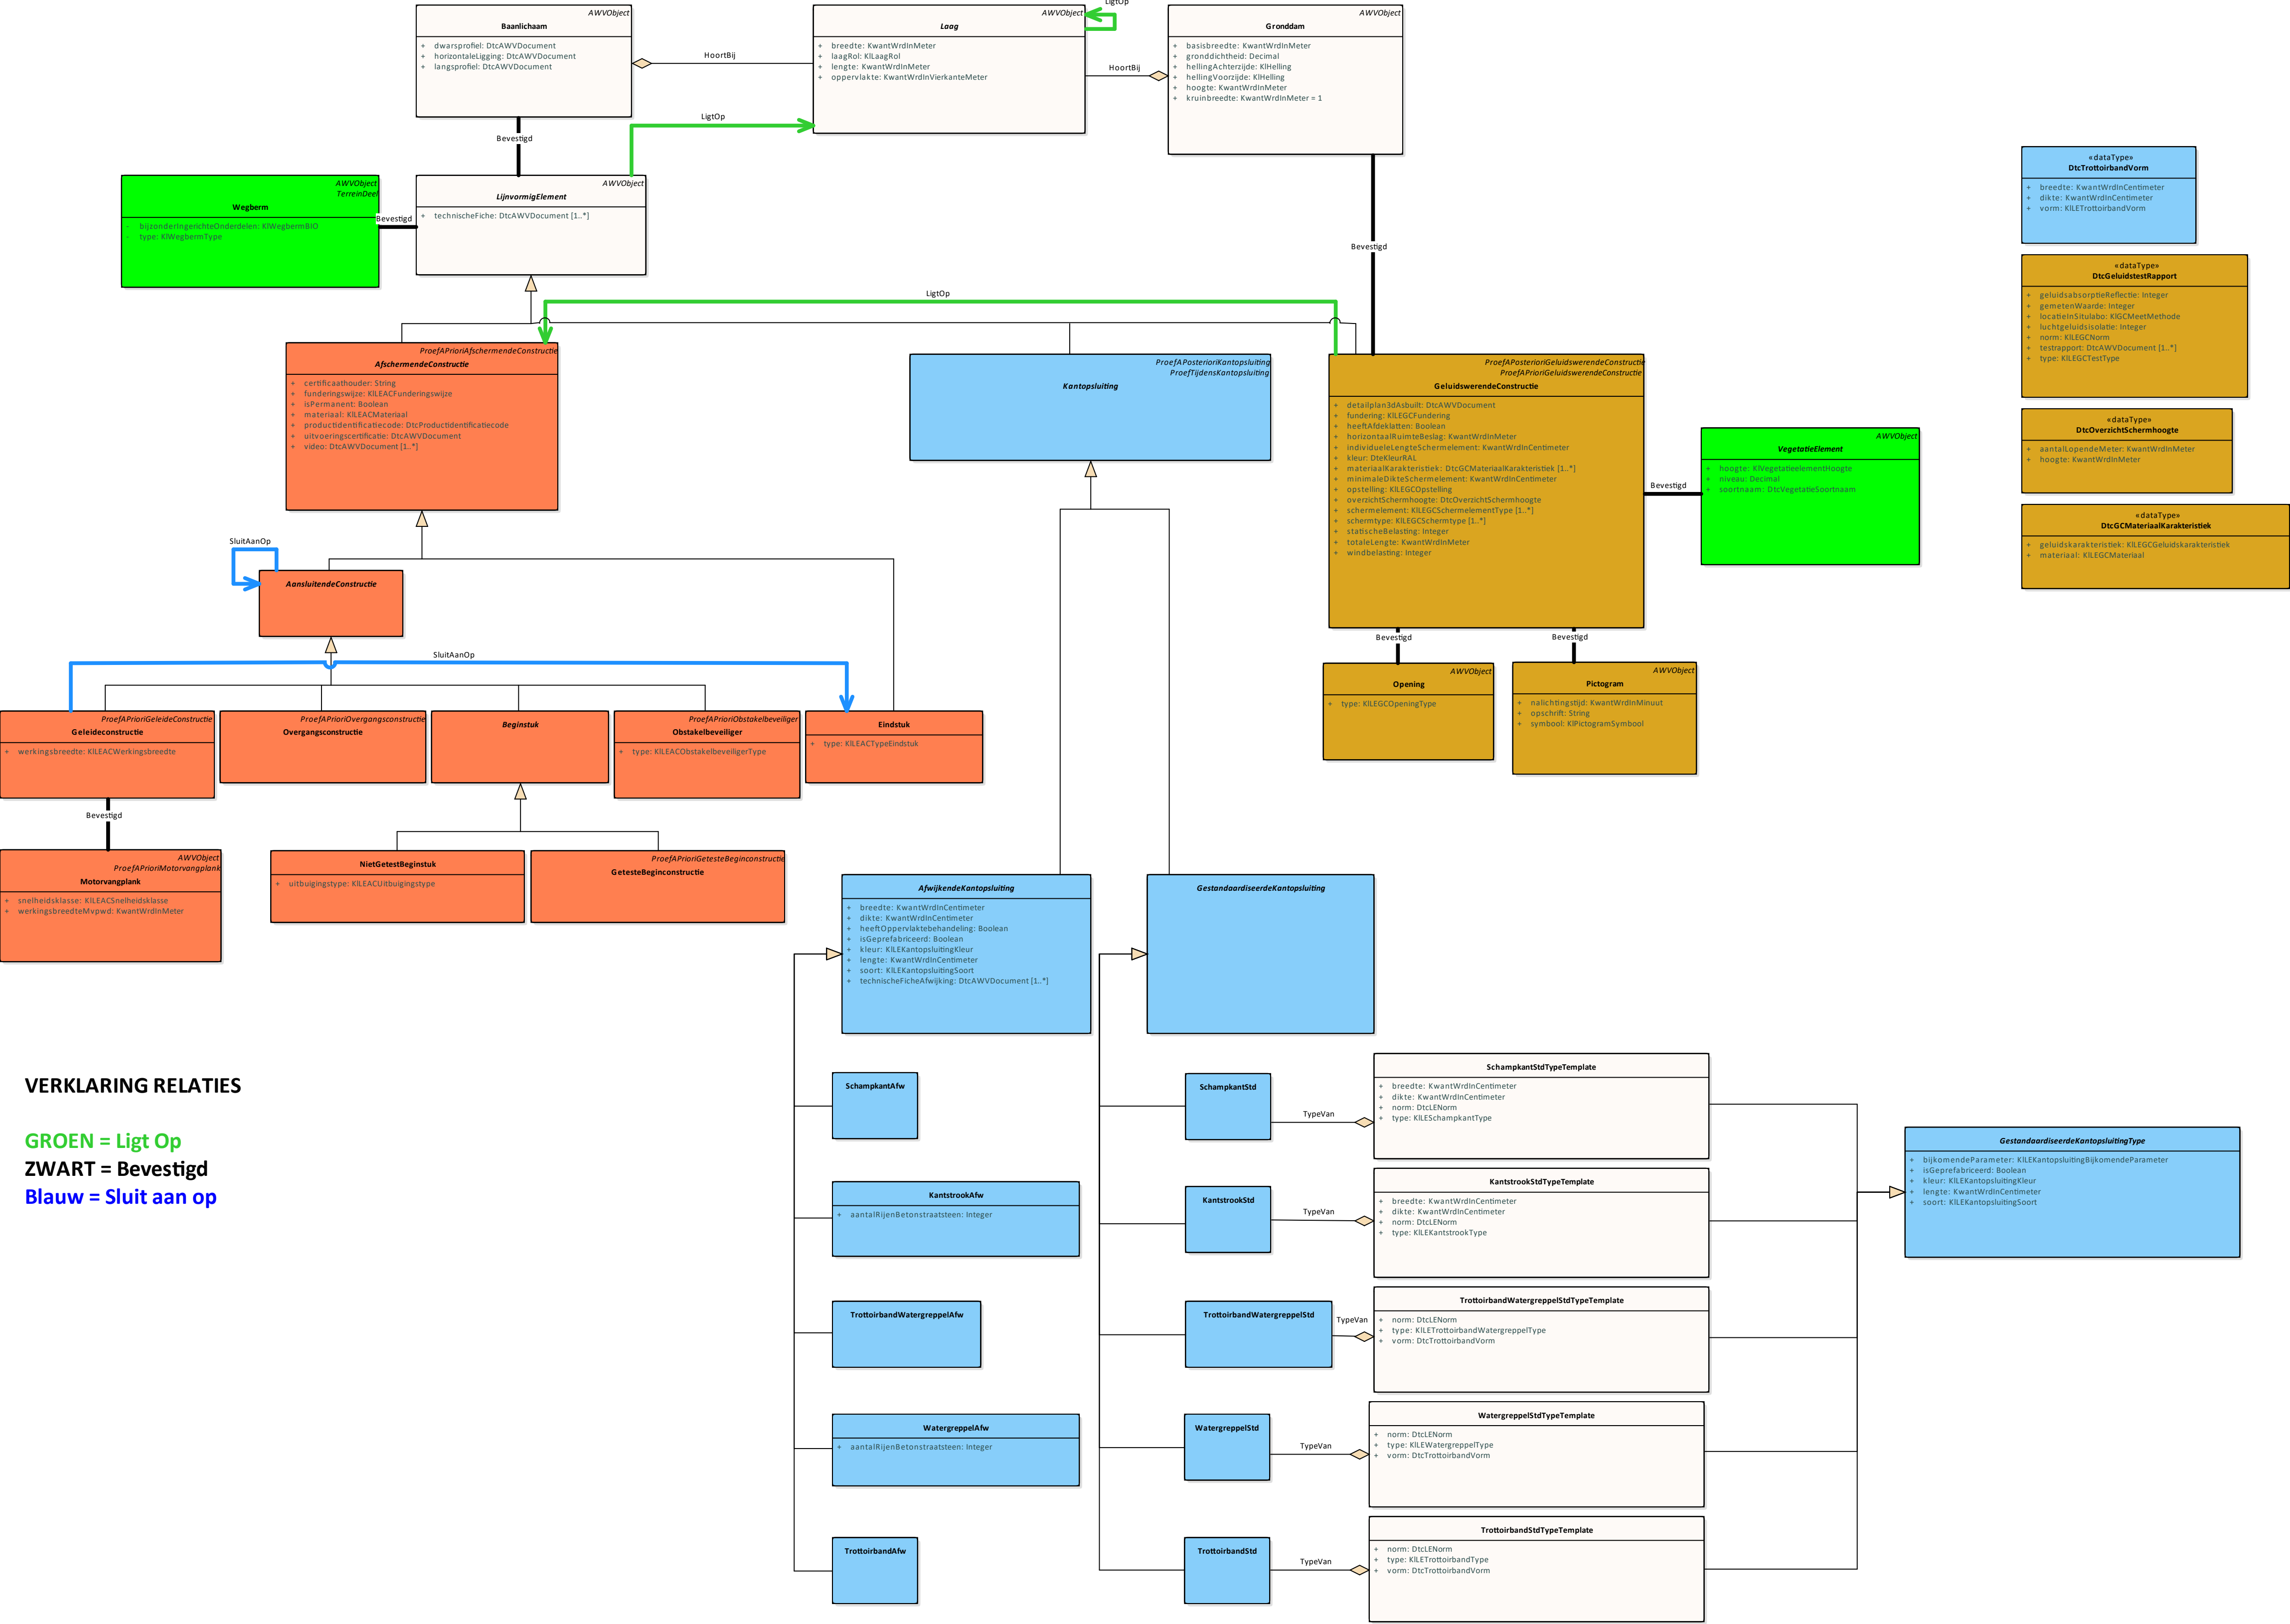 AWVObject
Baanlichaam
+ dwarsprofiel: DtcAWVDocument
+ horizontaleLigging: DtcAWVDocument
+ langsprofiel: DtcAWVDocument
HoortBij
AWVObject
Laag
+ breedte: KwantWrdInMeter
+ laagRol: KlLaagRol
+ lengte: KwantWrdInMeter
+ oppervlakte: KwantWrdInVierkanteMeter
LigtOp
HoortBij
AWVObject
Gronddam
+ basisbreedte: KwantWrdInMeter
+ gronddichtheid: Decimal
+ hellingAchterzijde: KlHelling
+ hellingVoorzijde: KlHelling
+ hoogte: KwantWrdInMeter
+ kruinbreedte: KwantWrdInMeter = 1
Bevestigd
LigtOp
AWVObject
TerreinDeel
Wegberm
- bijzonderIngerichteOnderdelen: KlWegbermBIO
- type: KlWegbermType
Bevestigd
AWVObject
LijnvormigElement
+ technischeFiche: DtcAWVDocument [1..*]
Bevestigd
«dataType»
DtcTrottoirbandVorm
+ breedte: KwantWrdInCentimeter
+ dikte: KwantWrdInCentimeter
+ vorm: KlLETrottoirbandVorm
«dataType»
DtcGeluidstestRapport
+ geluidsabsorptieReflectie: Integer
+ gemetenWaarde: Integer
+ locatieInSitulabo: KlGCMeetMethode
+ luchtgeluidsisolatie: Integer
+ norm: KlLEGCNorm
+ testrapport: DtcAWVDocument [1..*]
+ type: KlLEGCTestType
«dataType»
DtcOverzichtSchermhoogte
+ aantalLopendeMeter: KwantWrdInMeter
+ hoogte: KwantWrdInMeter
«dataType»
DtcGCMateriaalKarakteristiek
+ geluidskarakteristiek: KlLEGCGeluidskarakteristiek
+ materiaal: KlLEGCMateriaal
LigtOp
ProefAPrioriAfschermendeConstructie
AfschermendeConstructie
+ certificaathouder: String
+ funderingswijze: KlLEACFunderingswijze
+ isPermanent: Boolean
+ materiaal: KlLEACMateriaal
+ productidentificatiecode: DtcProductidentificatiecode
+ uitvoeringscertificatie: DtcAWVDocument
+ video: DtcAWVDocument [1..*]
ProefAPosterioriKantopsluiting
ProefTijdensKantopsluiting
Kantopsluiting
ProefAPosterioriGeluidswerendeConstructie
ProefAPrioriGeluidswerendeConstructie
GeluidswerendeConstructie
+ detailplan3dAsbuilt: DtcAWVDocument
+ fundering: KlLEGCFundering
+ heeftAfdeklatten: Boolean
+ horizontaalRuimteBeslag: KwantWrdInMeter
+ individueleLengteSchermelement: KwantWrdInCentimeter
+ kleur: DteKleurRAL
+ materiaalKarakteristiek: DtcGCMateriaalKarakteristiek [1..*]
+ minimaleDikteSchermelement: KwantWrdInCentimeter
+ opstelling: KlLEGCOpstelling
+ overzichtSchermhoogte: DtcOverzichtSchermhoogte
+ schermelement: KlLEGCSchermelementType [1..*]
+ schermtype: KlLEGCSchermtype [1..*]
+ statischeBelasting: Integer
+ totaleLengte: KwantWrdInMeter
+ windbelasting: Integer
Bevestigd
AWVObject
VegetatieElement
+ hoogte: KlVegetatieelementHoogte
+ niveau: Decimal
+ soortnaam: DtcVegetatieSoortnaam
SluitAanOp
AansluitendeConstructie
SluitAanOp
Bevestigd
Bevestigd
AWVObject
Opening
+ type: KlLEGCOpeningType
AWVObject
Pictogram
+ nalichtingstijd: KwantWrdInMinuut
+ opschrift: String
+ symbool: KlPictogramSymbool
ProefAPrioriGeleideConstructie
Geleideconstructie
+ werkingsbreedte: KlLEACWerkingsbreedte
ProefAPrioriOvergangsconstructie
Overgangsconstructie
Beginstuk
ProefAPrioriObstakelbeveiliger
Obstakelbeveiliger
+ type: KlLEACObstakelbeveiligerType
Eindstuk
+ type: KlLEACTypeEindstuk
Bevestigd
AWVObject
ProefAPrioriMotorvangplank
Motorvangplank
+ snelheidsklasse: KlLEACSnelheidsklasse
+ werkingsbreedteMvpwd: KwantWrdInMeter
NietGetestBeginstuk
+ uitbuigingstype: KlLEACUitbuigingstype
ProefAPrioriGetesteBeginconstructie
GetesteBeginconstructie
AfwijkendeKantopsluiting
+ breedte: KwantWrdInCentimeter
+ dikte: KwantWrdInCentimeter
+ heeftOppervlaktebehandeling: Boolean
+ isGeprefabriceerd: Boolean
+ kleur: KlLEKantopsluitingKleur
+ lengte: KwantWrdInCentimeter
+ soort: KlLEKantopsluitingSoort
+ technischeFicheAfwijking: DtcAWVDocument [1..*]
GestandaardiseerdeKantopsluiting
VERKLARING RELATIES
GROEN = Ligt Op
ZWART = Bevestigd
Blauw = Sluit aan op
SchampkantAfw
SchampkantStd
TypeVan
SchampkantStdTypeTemplate
+ breedte: KwantWrdInCentimeter
+ dikte: KwantWrdInCentimeter
+ norm: DtcLENorm
+ type: KlLESchampkantType
GestandaardiseerdeKantopsluitingType
+ bijkomendeParameter: KlLEKantopsluitingBijkomendeParameter
+ isGeprefabriceerd: Boolean
+ kleur: KlLEKantopsluitingKleur
+ lengte: KwantWrdInCentimeter
+ soort: KlLEKantopsluitingSoort
KantstrookAfw
+ aantalRijenBetonstraatsteen: Integer
KantstrookStd
TypeVan
KantstrookStdTypeTemplate
+ breedte: KwantWrdInCentimeter
+ dikte: KwantWrdInCentimeter
+ norm: DtcLENorm
+ type: KlLEKantstrookType
TrottoirbandWatergreppelAfw
TrottoirbandWatergreppelStd
TypeVan
TrottoirbandWatergreppelStdTypeTemplate
+ norm: DtcLENorm
+ type: KlLETrottoirbandWatergreppelType
+ vorm: DtcTrottoirbandVorm
WatergreppelAfw
+ aantalRijenBetonstraatsteen: Integer
WatergreppelStd
TypeVan
WatergreppelStdTypeTemplate
+ norm: DtcLENorm
+ type: KlLEWatergreppelType
+ vorm: DtcTrottoirbandVorm
TrottoirbandAfw
TrottoirbandStd
TypeVan
TrottoirbandStdTypeTemplate
+ norm: DtcLENorm
+ type: KlLETrottoirbandType
+ vorm: DtcTrottoirbandVorm